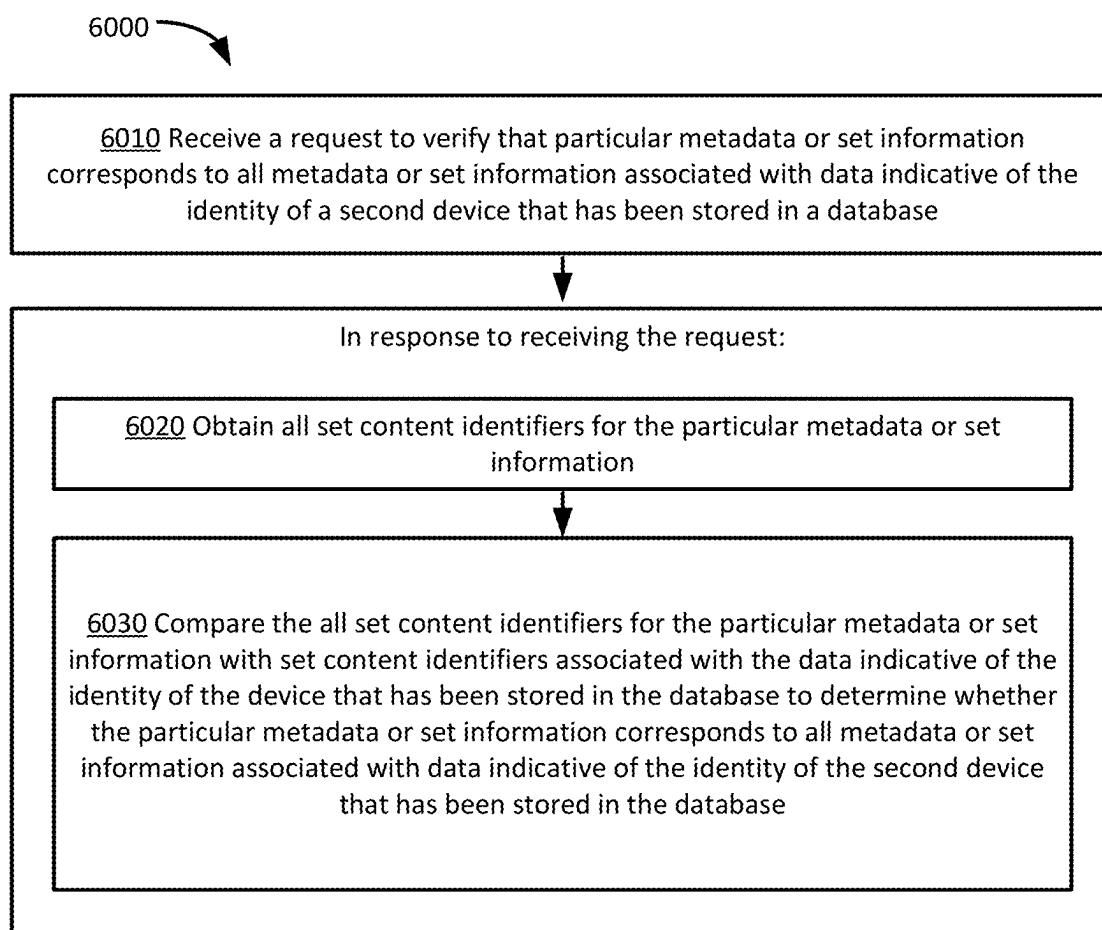 6000
6010 Receive a request to verify that particular metadata or set information
corresponds to all metadata or set information associated with data indicative of the
identity of a second device that has been stored in a database
In response to receiving the request:
6020 Obtain all set content identifiers for the particular metadata or set
information
6030 Compare the all set content identifiers for the particular metadata or set
information with set content identifiers associated with the data indicative of the
identity of the device that has been stored in the database to determine whether
the particular metadata or set information corresponds to all metadata or set
information associated with data indicative of the identity of the second device
that has been stored in the database